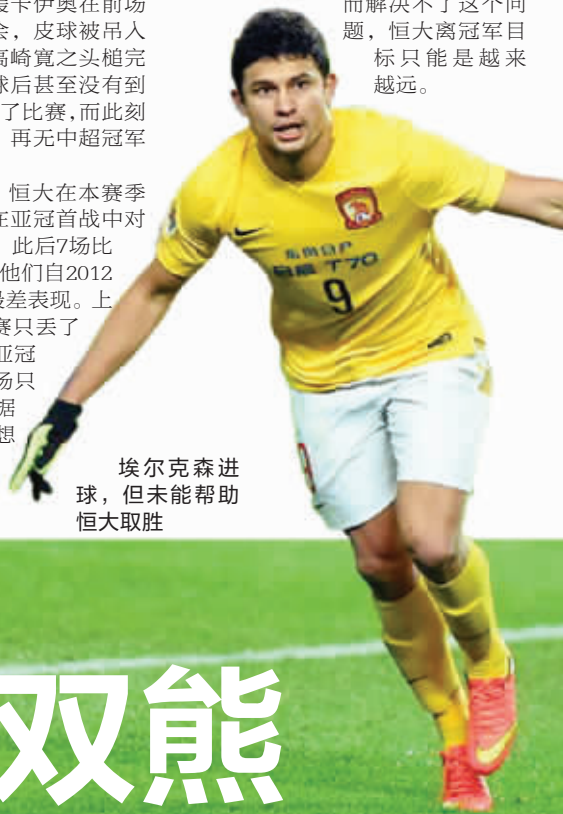 暖卡伊奥在前场
会，皮球被吊入
高崎寛之头槌完
球后甚至没有到
了比赛，而此刻
再无中超冠军
恒大在本赛季
在亚冠首战中对
此后7场比
他们自2012
最差表现。上
赛只丢了
亚冠
场只
据
想
而解决不了这个问
题，恒大离冠军目
标只能是越来
越远。
东风日产
启辰 T70
9
埃尔克森进
球，但未能帮助
恒大取胜
双熊